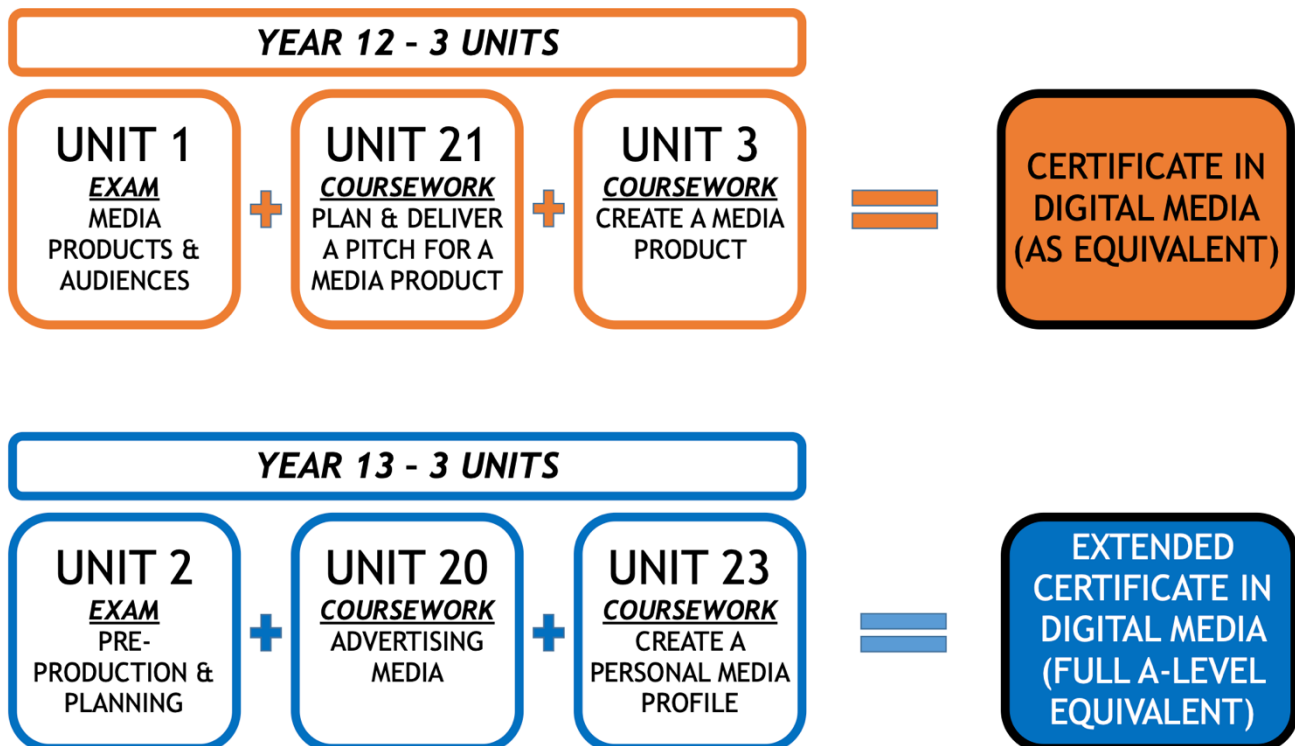 YEAR 12 – 3 UNITS
UNIT 1
EXAM
MEDIA
PRODUCTS &
AUDIENCES
+
UNIT 21
COURSEWORK
PLAN & DELIVER
A PITCH FOR A
MEDIA PRODUCT
+
UNIT 3
COURSEWORK
CREATE A MEDIA
PRODUCT
=
CERTIFICATE IN
DIGITAL MEDIA
(AS EQUIVALENT)
YEAR 13 – 3 UNITS
UNIT 2
EXAM
PRE-
PRODUCTION &
PLANNING
+
UNIT 20
COURSEWORK
ADVERTISING
MEDIA
+
UNIT 23
COURSEWORK
CREATE A
PERSONAL MEDIA
PROFILE
=
EXTENDED
CERTIFICATE IN
DIGITAL MEDIA
(FULL A-LEVEL
EQUIVALENT)